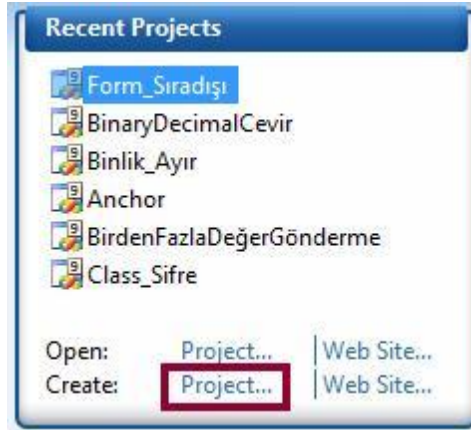 Recent Projects
Form_Sıradışı
BinaryDecimalCevir
Binlik_Ayır
Anchor
BirdenFazlaDeğerGönderme
Class_Sifre
Open: Project... Web Site...
Create: Project... Web Site...